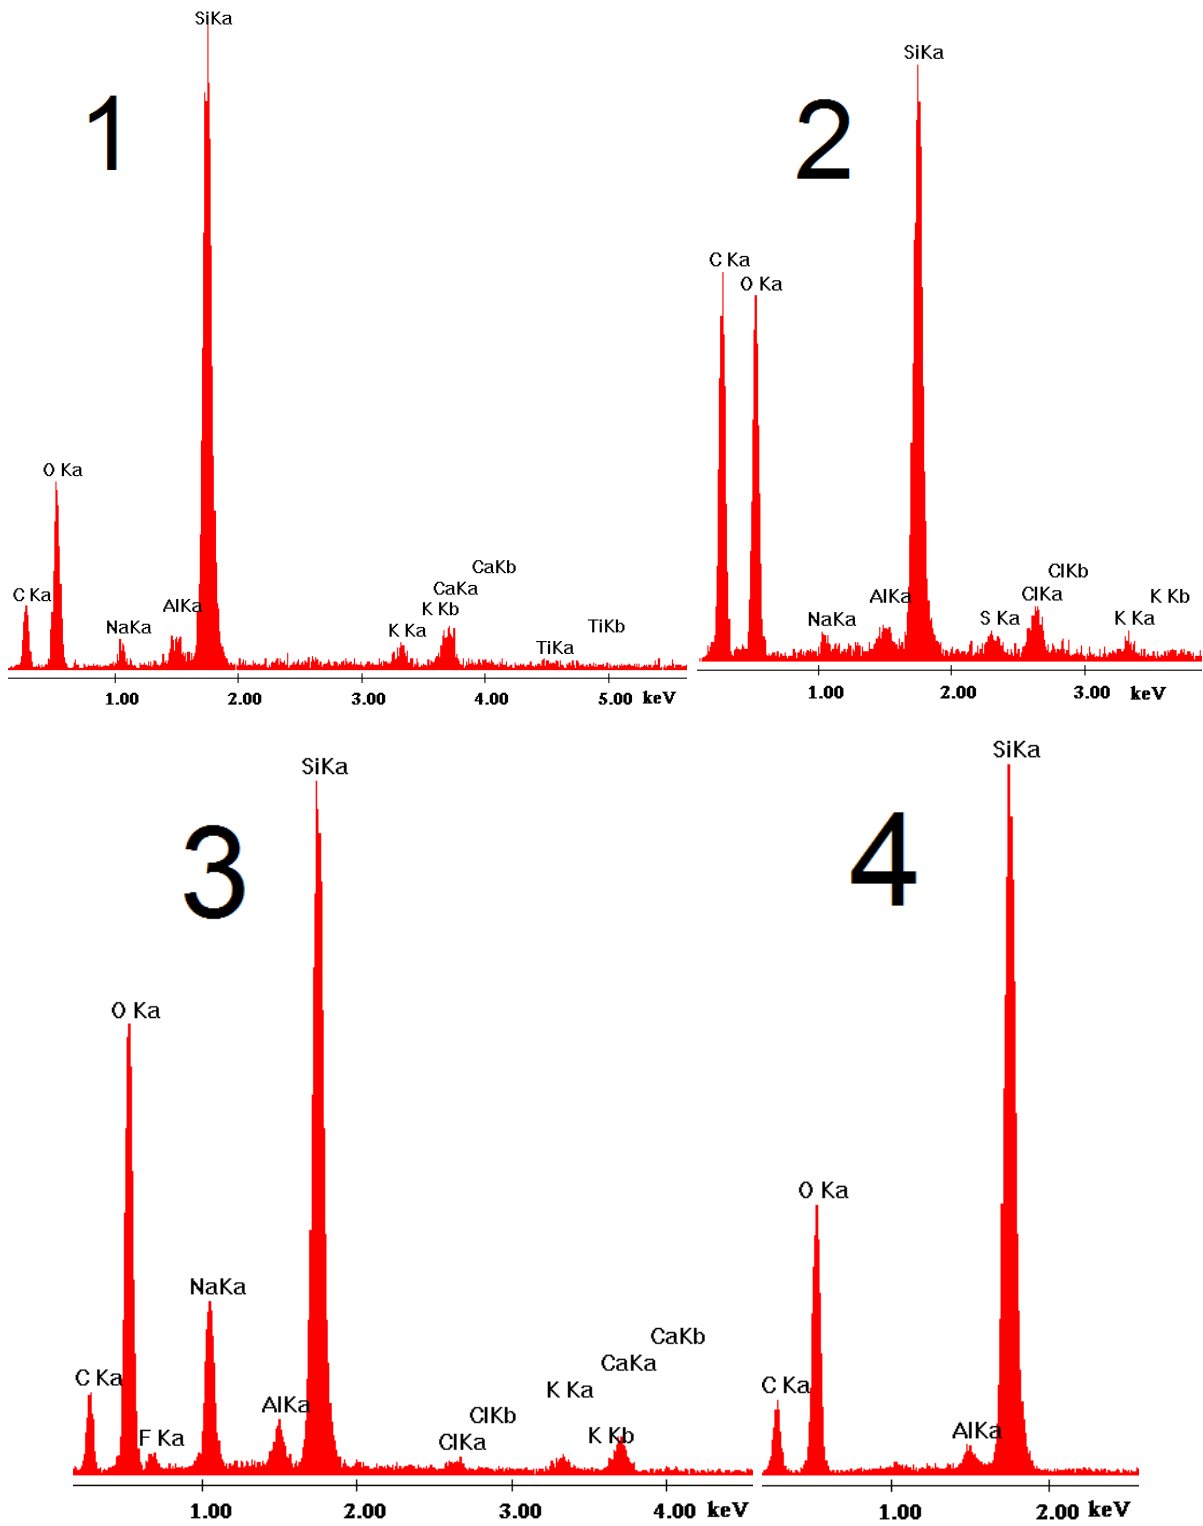 SiKa
1
O Ka
C Ka
NaKa
AlKa
K Ka
K Kb
CaKa
CaKb
TiKa
TiKb
1.00 2.00 3.00 4.00 5.00 keV
SiKa
2
C Ka
O Ka
NaKa
AlKa
S Ka
ClKa
ClKb
K Ka
K Kb
1.00 2.00 3.00 keV
SiKa
3
O Ka
NaKa
C Ka
F Ka
AlKa
ClKa
ClKb
K Ka
K Kb
CaKa
CaKb
1.00 2.00 3.00 4.00 keV
SiKa
4
O Ka
C Ka
AlKa
1.00 2.00 keV